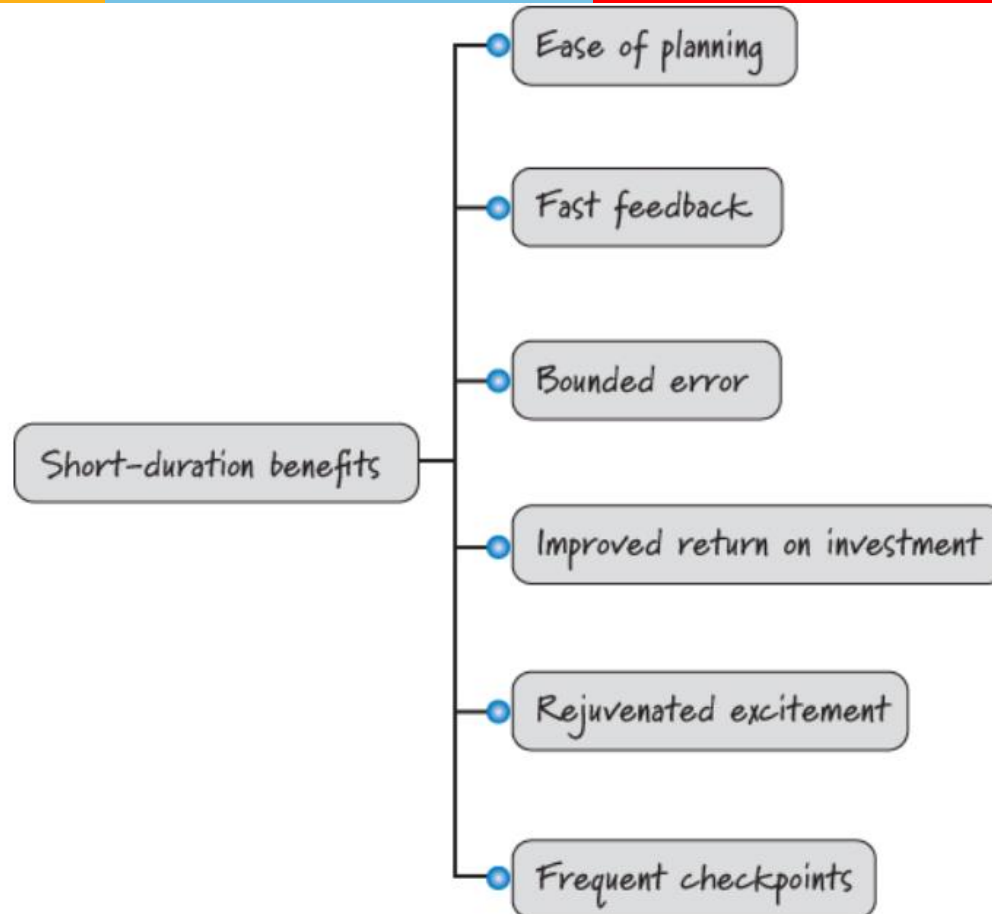 Ease of planning
Fast feedback
Bounded error
Short-duration benefits
Improved return on investment
Rejuvenated excitement
Frequent checkpoints